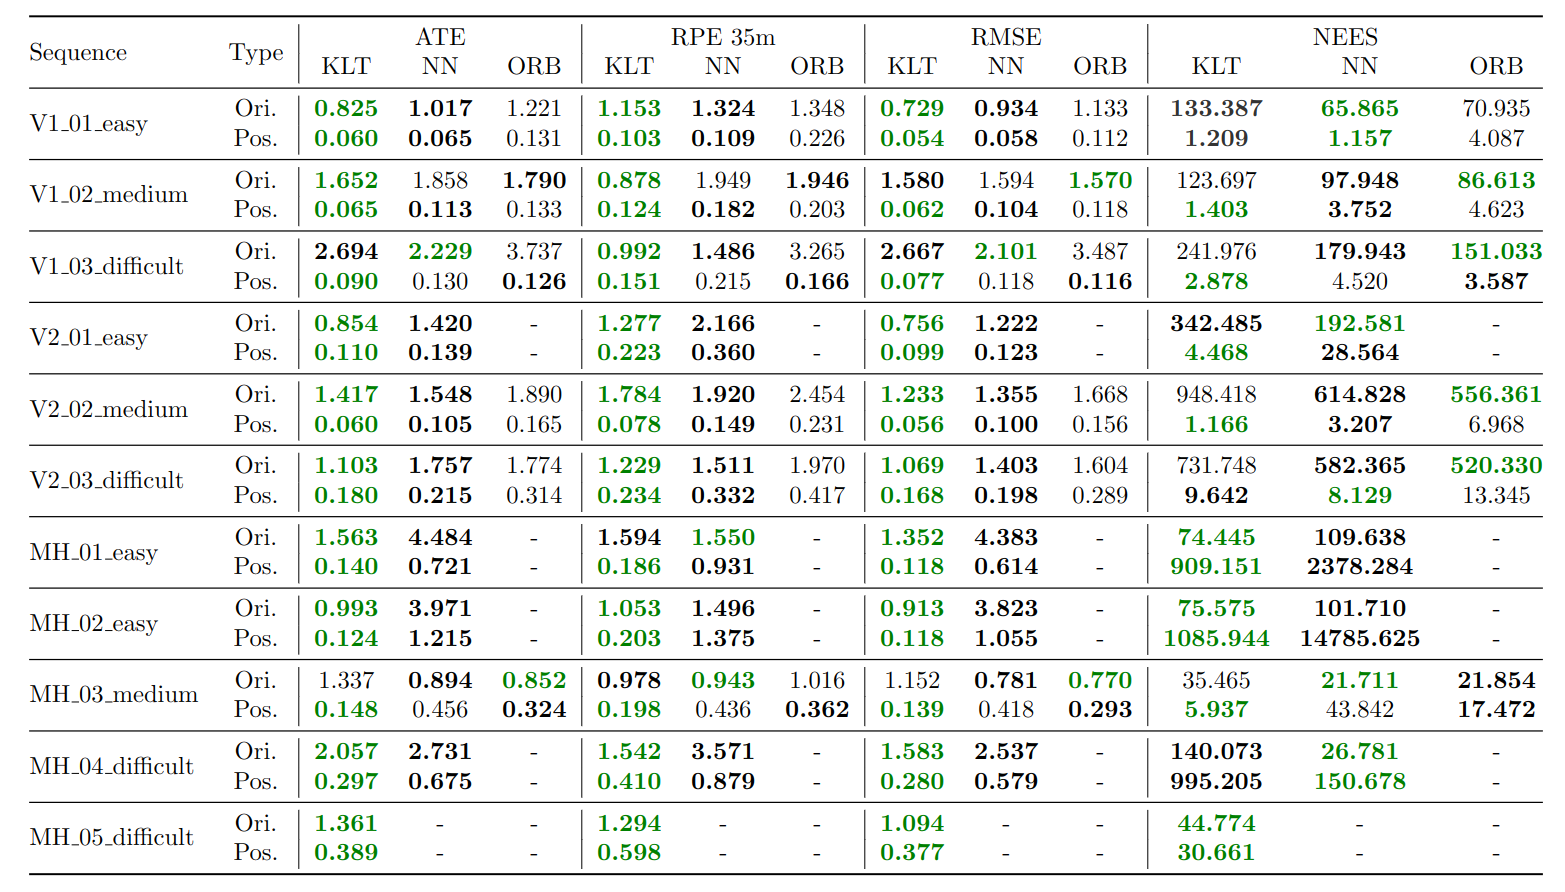 Sequence Type ATE RPE 35m RMSE NEES
KLT NN ORB KLT NN ORB KLT NN ORB KLT NN ORB
V1_01_easy Ori. 0.825 1.017 1.221 1.153 1.324 1.348 0.729 0.934 1.133 133.387 65.865 70.935
Pos. 0.060 0.065 0.131 0.103 0.109 0.226 0.054 0.058 0.112 1.209 1.157 4.087
V1_02_medium Ori. 1.652 1.858 1.790 0.878 1.949 1.946 1.580 1.594 1.570 123.697 97.948 86.613
Pos. 0.065 0.113 0.133 0.124 0.182 0.203 0.062 0.104 0.118 1.403 3.752 4.623
V1_03_difficult Ori. 2.694 2.229 3.737 0.992 1.486 3.265 2.667 2.101 3.487 241.976 179.943 151.033
Pos. 0.090 0.130 0.126 0.151 0.215 0.166 0.077 0.118 0.116 2.878 4.520 3.587
V2_01_easy Ori. 0.854 1.420 - 1.277 2.166 - 0.756 1.222 - 342.485 192.581 -
Pos. 0.110 0.139 - 0.223 0.360 - 0.099 0.123 - 4.468 28.564 -
V2_02_medium Ori. 1.417 1.548 1.890 1.784 1.920 2.454 1.233 1.355 1.668 948.418 614.828 556.361
Pos. 0.060 0.105 0.165 0.078 0.149 0.231 0.056 0.100 0.156 1.166 3.207 6.968
V2_03_difficult Ori. 1.103 1.757 1.774 1.229 1.511 1.970 1.069 1.403 1.604 731.748 582.365 520.330
Pos. 0.180 0.215 0.314 0.234 0.332 0.417 0.168 0.198 0.289 9.642 8.129 13.345
MH_01_easy Ori. 1.563 4.484 - 1.594 1.550 - 1.352 4.383 - 74.445 109.638 -
Pos. 0.140 0.721 - 0.186 0.931 - 0.118 0.614 - 909.151 2378.284 -
MH_02_easy Ori. 0.993 3.971 - 1.053 1.496 - 0.913 3.823 - 75.575 101.710 -
Pos. 0.124 1.215 - 0.203 1.375 - 0.118 1.055 - 1085.944 14785.625 -
MH_03_medium Ori. 1.337 0.894 0.852 0.978 0.943 1.016 1.152 0.781 0.770 35.465 21.711 21.854
Pos. 0.148 0.456 0.324 0.198 0.436 0.362 0.139 0.418 0.293 5.937 43.842 17.472
MH_04_difficult Ori. 2.057 2.731 - 1.542 3.571 - 1.583 2.537 - 140.073 26.781 -
Pos. 0.297 0.675 - 0.410 0.879 - 0.280 0.579 - 995.205 150.678 -
MH_05_difficult Ori. 1.361 - - 1.294 - - 1.094 - - 44.774 - -
Pos. 0.389 - - 0.598 - - 0.377 - - 30.661 - -